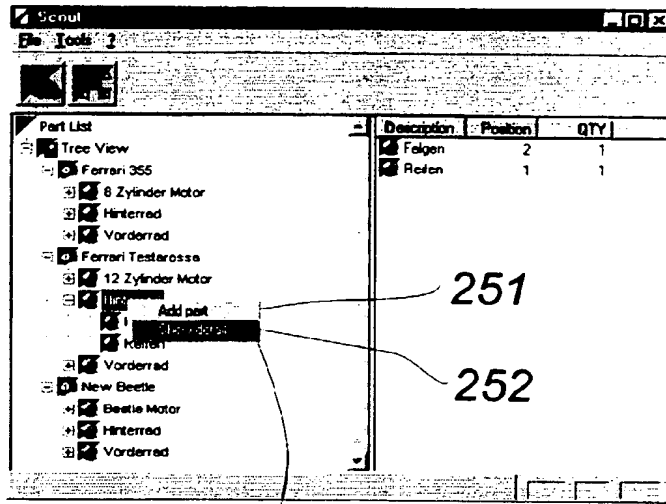 Scout
File Tools ?
Part List
Tree View
Ferrari 355
8 Zylinder Motor
Hinterrad
Vorderrad
Ferrari Testarossa
12 Zylinder Motor
Add part
Reifen
Vorderrad
New Beetle
Beetle Motor
Hinterrad
Vorderrad
Description Position QTY
Felgen 2 1
Reifen 1 1
251
252